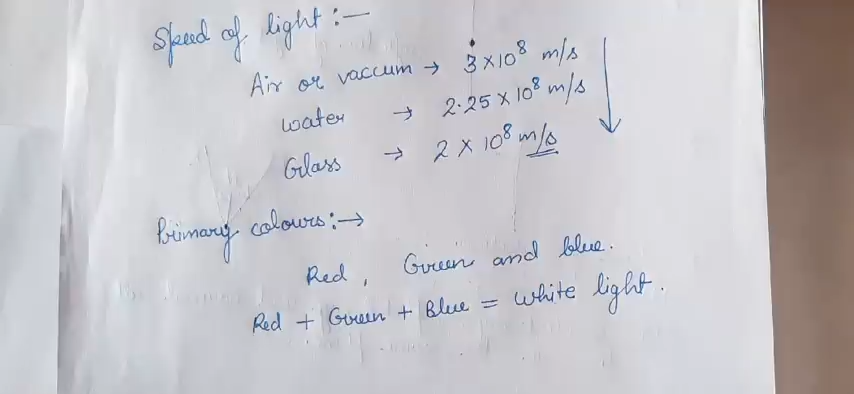 Speed of light :—
Air or vaccum → 3 × 10⁸ m/s
water → 2.25 × 10⁸ m/s
Glass → 2 × 10⁸ m/s
Primary colours :→
Red, Green and blue.
Red + Green + Blue = White light.